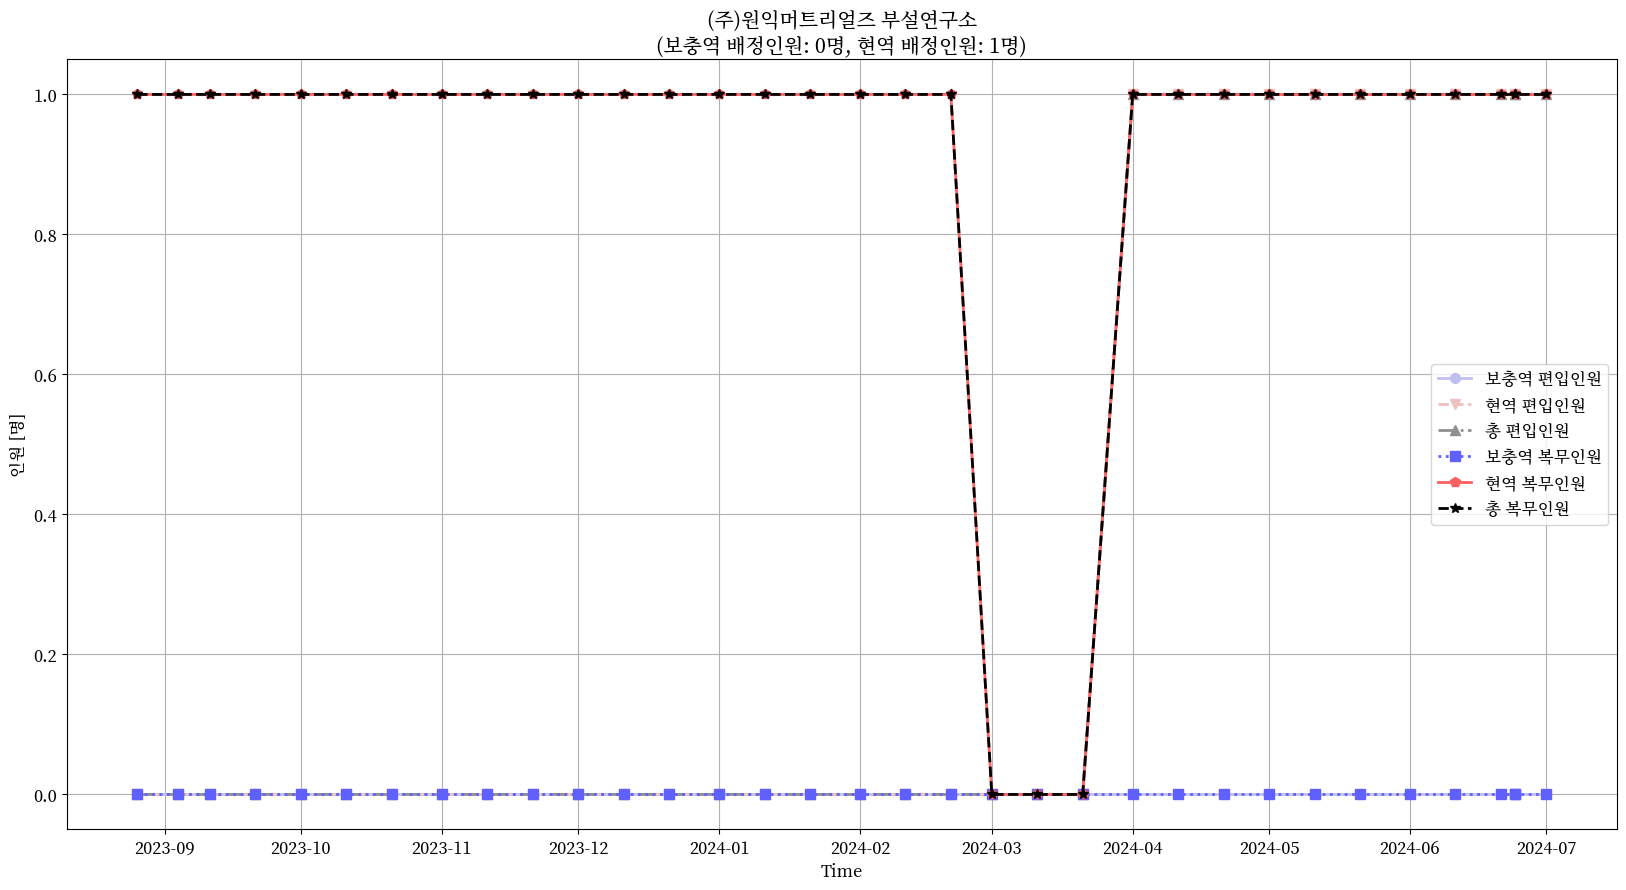 (주)원익머트리얼즈 부설연구소
(보충역 배정인원: 0명, 현역 배정인원: 1명)
인원 [명]
1.0
0.8
0.6
0.4
0.2
0.0
보충역 편입인원
현역 편입인원
총 편입인원
보충역 복무인원
현역 복무인원
총 복무인원
2023-09
2023-10
2023-11
2023-12
2024-01
2024-02
2024-03
2024-04
2024-05
2024-06
2024-07
Time